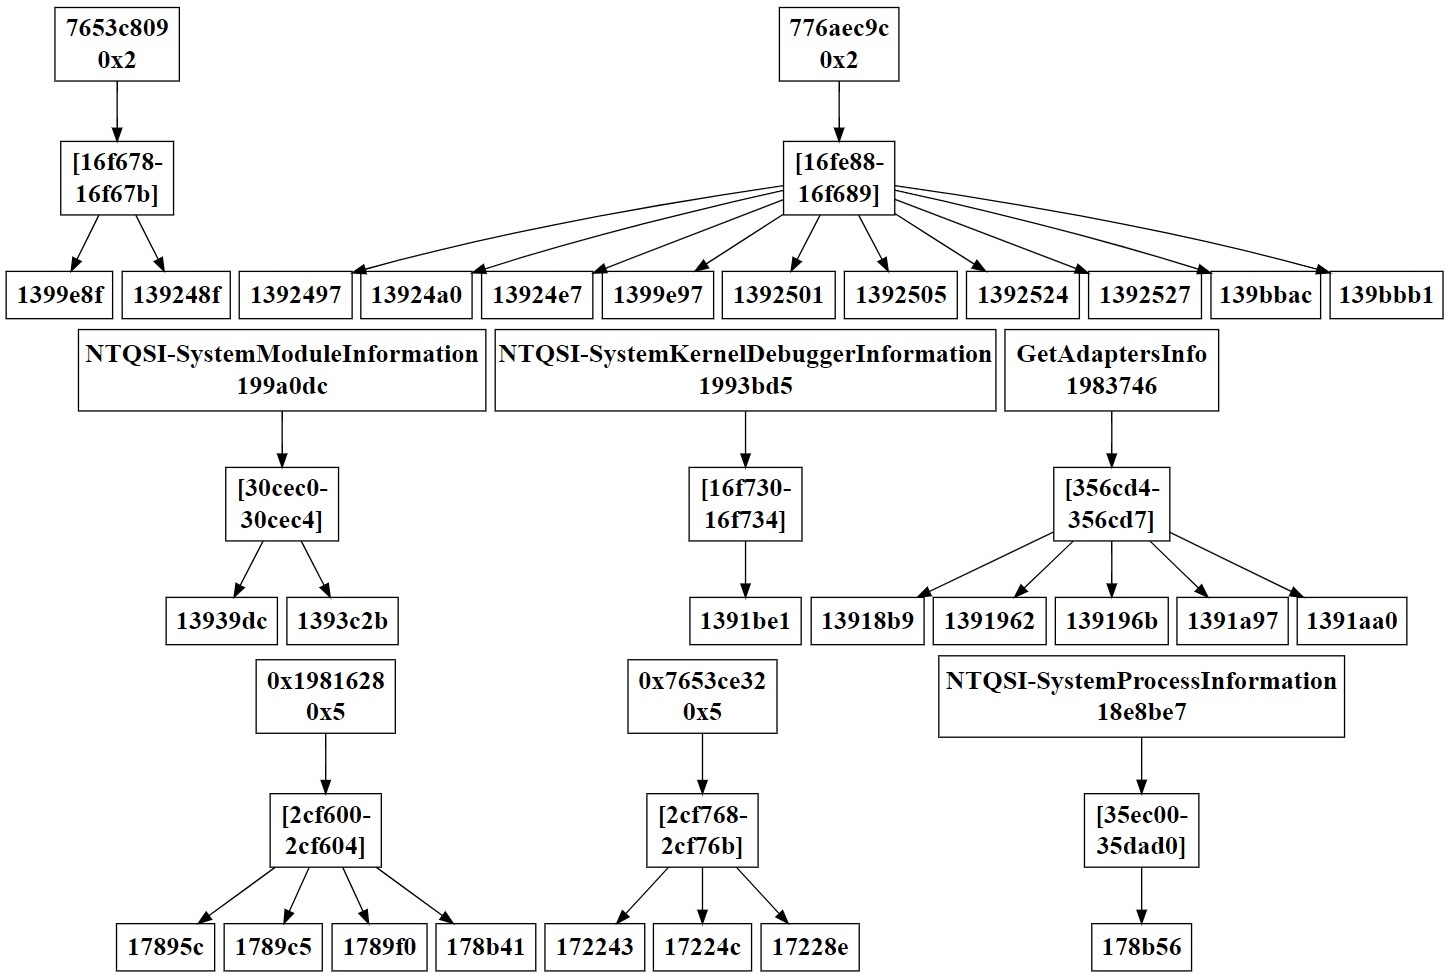 7653c809
0x2
776aec9c
0x2
[16f678-
16f67b]
[16fe88-
16f689]
1399e8f
139248f
1392497
13924a0
13924e7
1399e97
1392501
1392505
1392524
1392527
139bbac
139bbb1
NTQSI-SystemModuleInformation
199a0dc
NTQSI-SystemKernelDebuggerInformation
1993bd5
GetAdaptersInfo
1983746
[30cec0-
30cec4]
[16f730-
16f734]
[356cd4-
356cd7]
13939dc
1393c2b
1391be1
13918b9
1391962
139196b
1391a97
1391aa0
0x1981628
0x5
0x7653ce32
0x5
NTQSI-SystemProcessInformation
18e8be7
[2cf600-
2cf604]
[2cf768-
2cf76b]
[35ec00-
35dad0]
17895c
1789c5
1789f0
178b41
172243
17224c
17228e
178b56